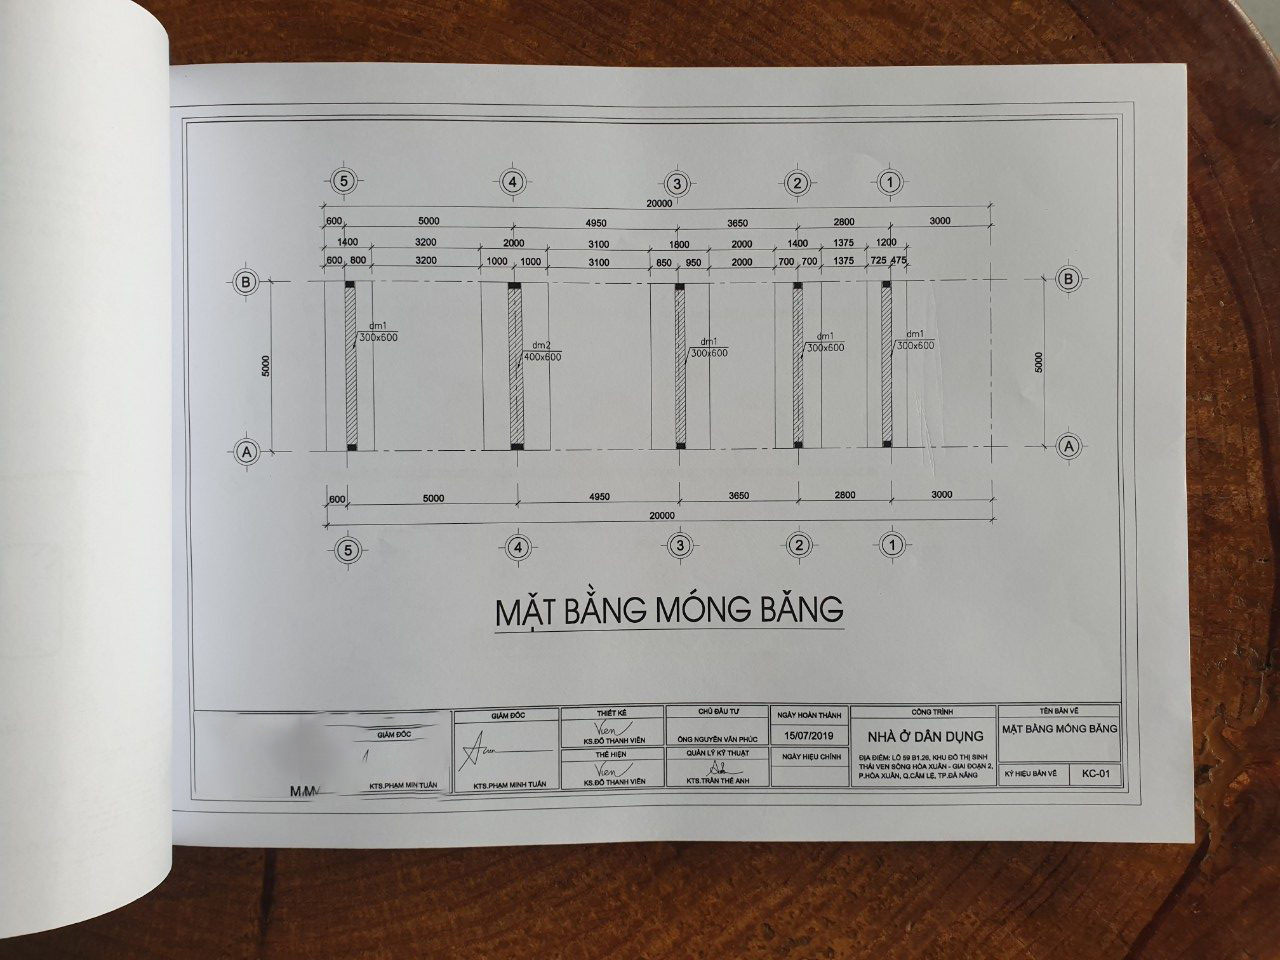 5 4 3 2 1
20000
600 5000 4950 3650 2800 3000
1400 3200 2000 3100 1800 2000 1400 1375 1200
600 800 3200 1000 1000 3100 850 950 2000 700 700 1375 725 475
B B
dm1
300x600
dm2
400x600
dm1
300x600
dm1
300x600
dm1
300x600
5000 5000
A A
600 5000 4950 3650 2800 3000
20000
5 4 3 2 1
MẶT BẰNG MÓNG BĂNG
GIÁM ĐỐC
KTS.PHẠM MIN TUẤN
GIÁM ĐỐC
KTS.PHẠM MINH TUẤN
THIẾT KẾ
Viên
KS.ĐỖ THANH VIÊN
THỂ HIỆN
Viên
KS.ĐỖ THANH VIÊN
CHỦ ĐẦU TƯ
ÔNG NGUYỄN VĂN PHÚC
QUẢN LÝ KỸ THUẬT
KTS.TRẦN THẾ ANH
NGÀY HOÀN THÀNH
15/07/2019
NGÀY HIỆU CHỈNH
CÔNG TRÌNH
NHÀ Ở DÂN DỤNG
ĐỊA ĐIỂM: LÔ 59 B1.26, KHU ĐÔ THỊ SINH
THÁI VEN SÔNG HÒA XUÂN - GIAI ĐOẠN 2,
P.HÒA XUÂN, Q.CẨM LỆ, TP.ĐÀ NẴNG
TÊN BẢN VẼ
MẶT BẰNG MÓNG BĂNG
KÝ HIỆU BẢN VẼ
KC-01